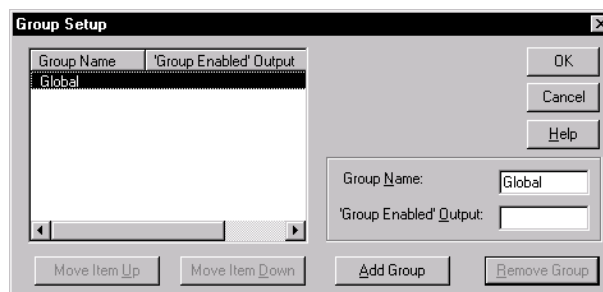 Group Setup
Group Name 'Group Enabled' Output
Global
OK
Cancel
Help
Group Name: Global
'Group Enabled' Output:
Move Item Up Move Item Down Add Group Remove Group